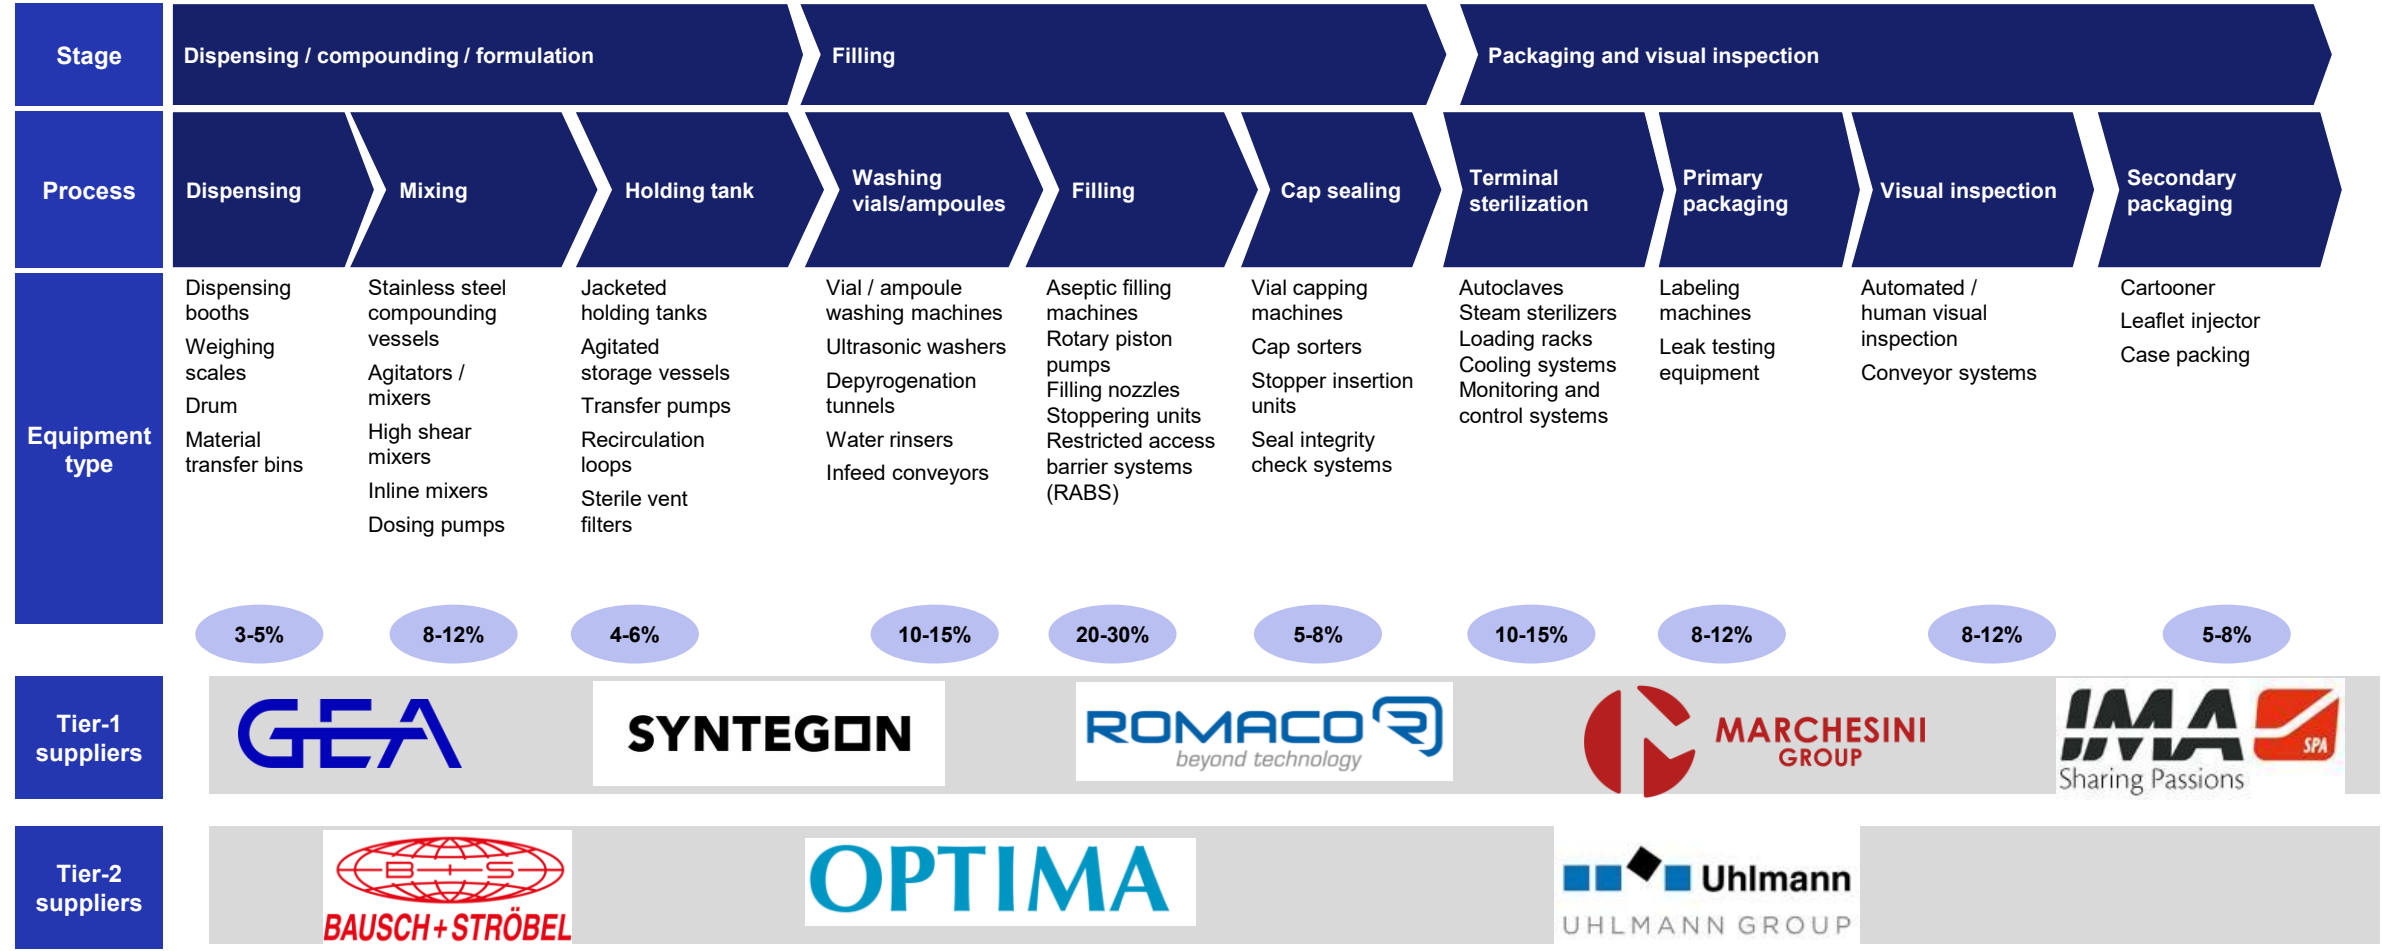 Stage
Dispensing / compounding / formulation
Filling
Packaging and visual inspection
Process
Dispensing
Mixing
Holding tank
Washing
vials/ampoules
Filling
Cap sealing
Terminal
sterilization
Primary
packaging
Visual inspection
Secondary
packaging
Equipment
type
Dispensing
booths
Weighing
scales
Drum
Material
transfer bins
Stainless steel
compounding
vessels
Agitators /
mixers
High shear
mixers
Inline mixers
Dosing pumps
Jacketed
holding tanks
Agitated
storage vessels
Transfer pumps
Recirculation
loops
Sterile vent
filters
Vial / ampoule
washing machines
Ultrasonic washers
Depyrogenation
tunnels
Water rinsers
Infeed conveyors
Aseptic filling
machines
Rotary piston
pumps
Filling nozzles
Stoppering units
Restricted access
barrier systems
(RABS)
Vial capping
machines
Cap sorters
Stopper insertion
units
Seal integrity
check systems
Autoclaves
Steam sterilizers
Loading racks
Cooling systems
Monitoring and
control systems
Labeling
machines
Leak testing
equipment
Automated /
human visual
inspection
Conveyor systems
Cartooner
Leaflet injector
Case packing
3-5%
8-12%
4-6%
10-15%
20-30%
5-8%
10-15%
8-12%
8-12%
5-8%
Tier-1
suppliers
GEA
SYNTEGON
ROMACO
beyond technology
MARCHESINI
GROUP
IMA
SPA
Sharing Passions
Tier-2
suppliers
B+S
BAUSCH+STRÖBEL
OPTIMA
Uhlmann
UHLMANN GROUP